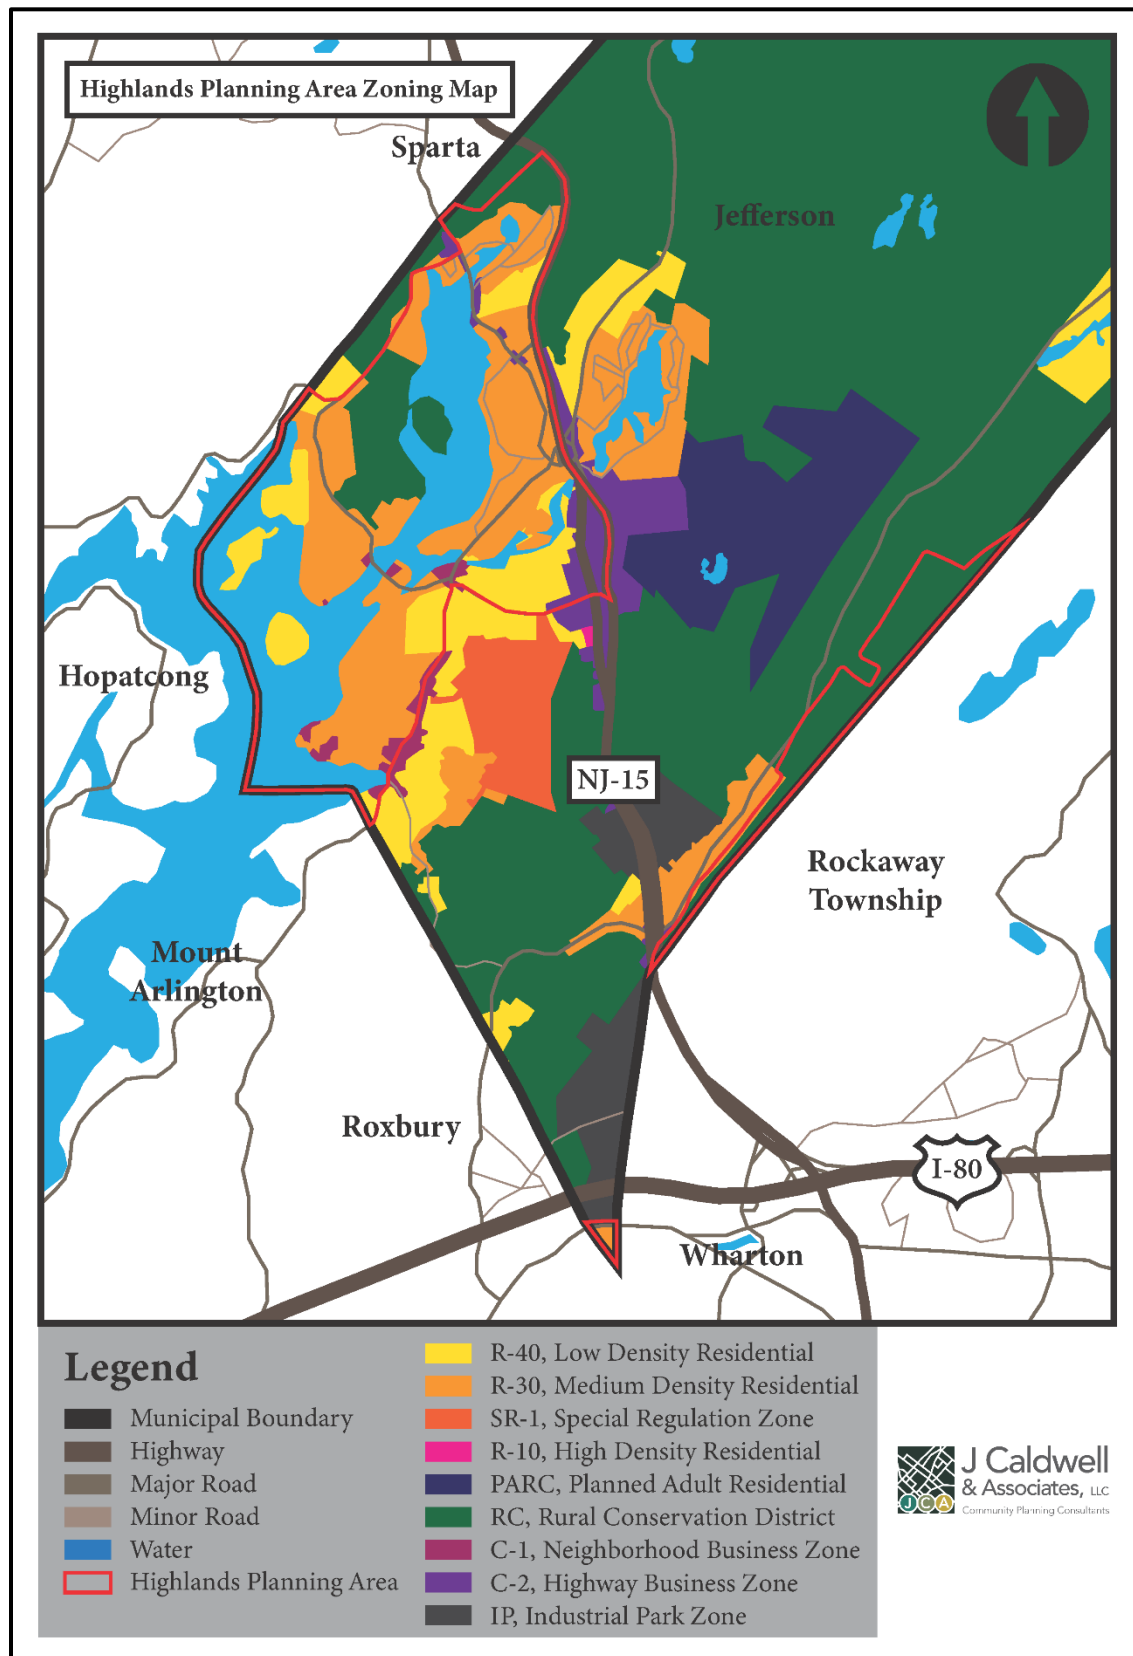 Highlands Planning Area Zoning Map
Sparta
Jefferson
Hopatcong
NJ-15
Rockaway
Township
Mount
Arlington
Roxbury
I-80
Wharton
Legend
Municipal Boundary
Highway
Major Road
Minor Road
Water
Highlands Planning Area
R-40, Low Density Residential
R-30, Medium Density Residential
SR-1, Special Regulation Zone
R-10, High Density Residential
PARC, Planned Adult Residential
RC, Rural Conservation District
C-1, Neighborhood Business Zone
C-2, Highway Business Zone
IP, Industrial Park Zone
JCA
J Caldwell
& Associates, LLC
Community Planning Consultants